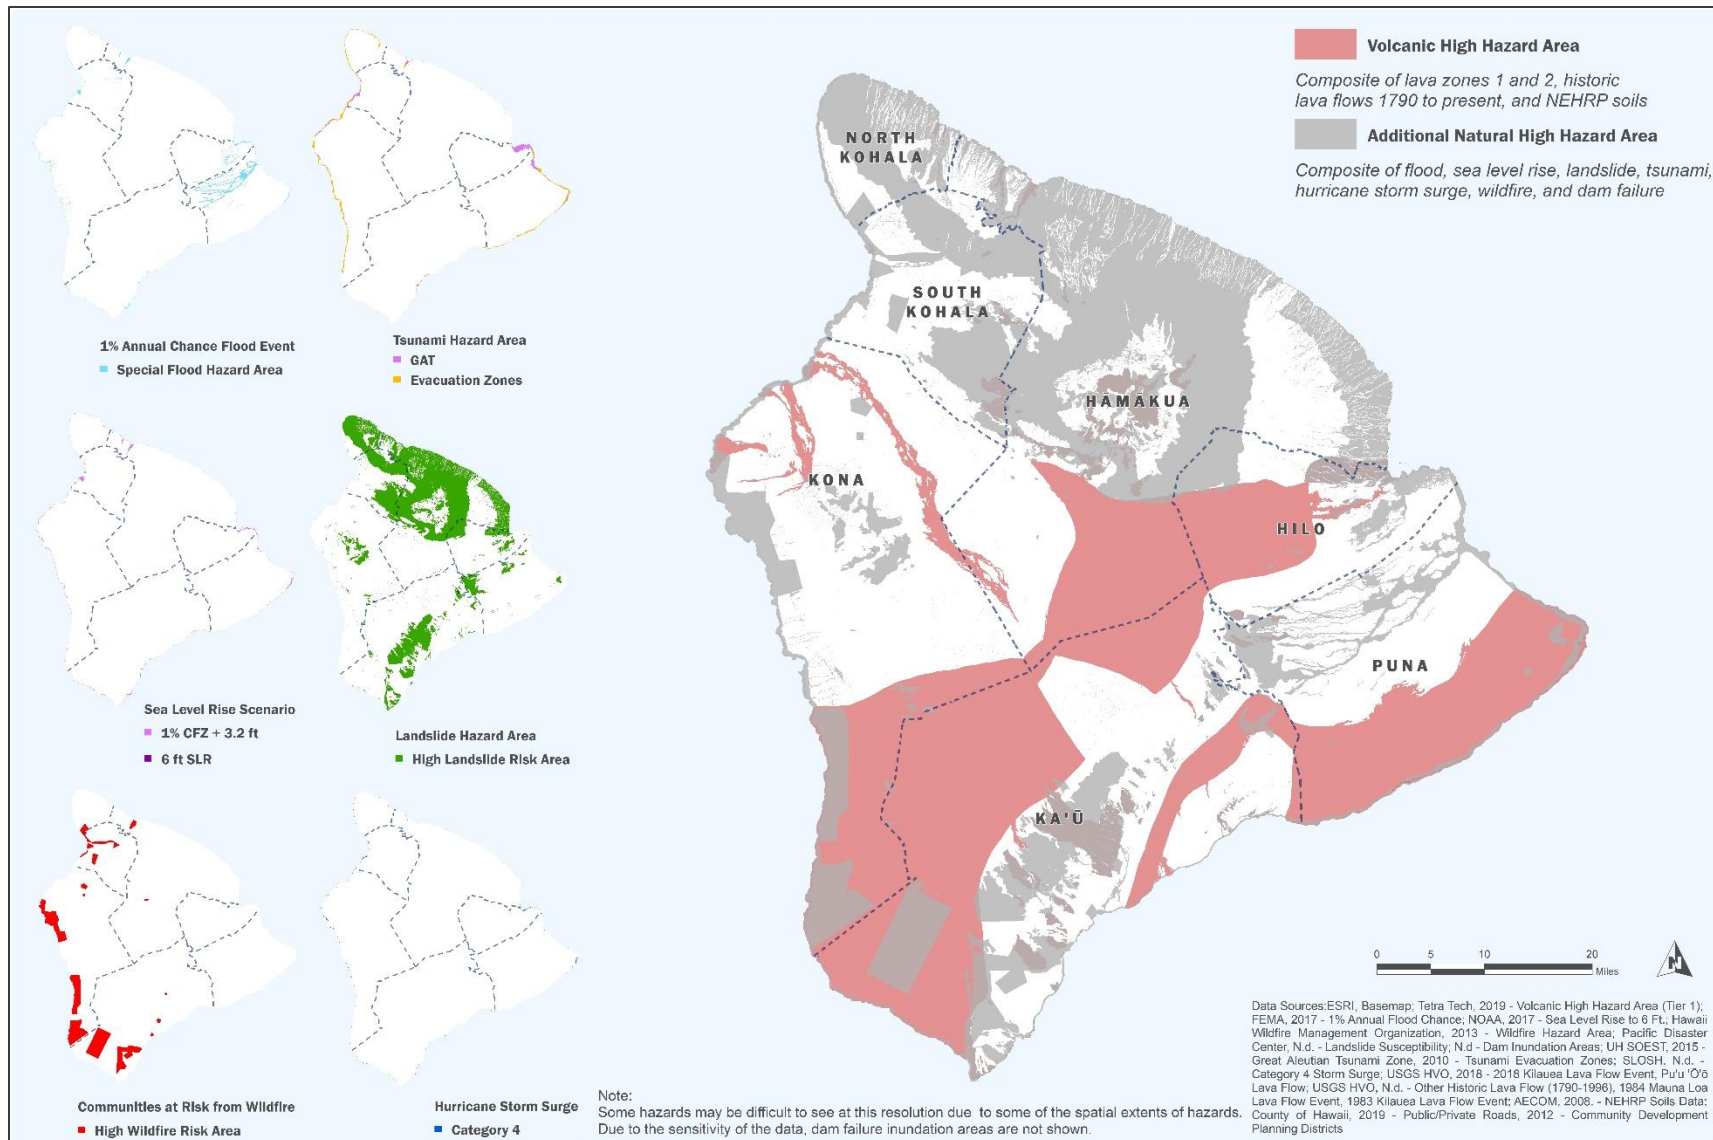 1% Annual Chance Flood Event
Special Flood Hazard Area
Tsunami Hazard Area
GAT
Evacuation Zones
Sea Level Rise Scenario
1% CFZ + 3.2 ft
6 ft SLR
Landslide Hazard Area
High Landslide Risk Area
Communities at Risk from Wildfire
High Wildfire Risk Area
Hurricane Storm Surge
Category 4
Volcanic High Hazard Area
Composite of lava zones 1 and 2, historic
lava flows 1790 to present, and NEHRP soils
Additional Natural High Hazard Area
Composite of flood, sea level rise, landslide, tsunami,
hurricane storm surge, wildfire, and dam failure
NORTH
KOHALA
SOUTH
KOHALA
HĀMĀKUA
KONA
HILO
PUNA
KA'Ū
0 5 10 20
Miles
N
Note:
Some hazards may be difficult to see at this resolution due to some of the spatial extents of hazards.
Due to the sensitivity of the data, dam failure inundation areas are not shown.
Data Sources:ESRI, Basemap; Tetra Tech, 2019 - Volcanic High Hazard Area (Tier 1);
FEMA, 2017 - 1% Annual Flood Chance; NOAA, 2017 - Sea Level Rise to 6 Ft.; Hawaii
Wildfire Management Organization, 2013 - Wildfire Hazard Area; Pacific Disaster
Center, N.d. - Landslide Susceptibility; N.d - Dam Inundation Areas; UH SOEST, 2015 -
Great Aleutian Tsunami Zone, 2010 - Tsunami Evacuation Zones; SLOSH, N.d. -
Category 4 Storm Surge; USGS HVO, 2018 - 2018 Kilauea Lava Flow Event, Pu'u 'Ō'ō
Lava Flow; USGS HVO, N.d. - Other Historic Lava Flow (1790-1996), 1984 Mauna Loa
Lava Flow Event, 1983 Kilauea Lava Flow Event; AECOM, 2008. - NEHRP Soils Data;
County of Hawaii, 2019 - Public/Private Roads, 2012 - Community Development
Planning Districts